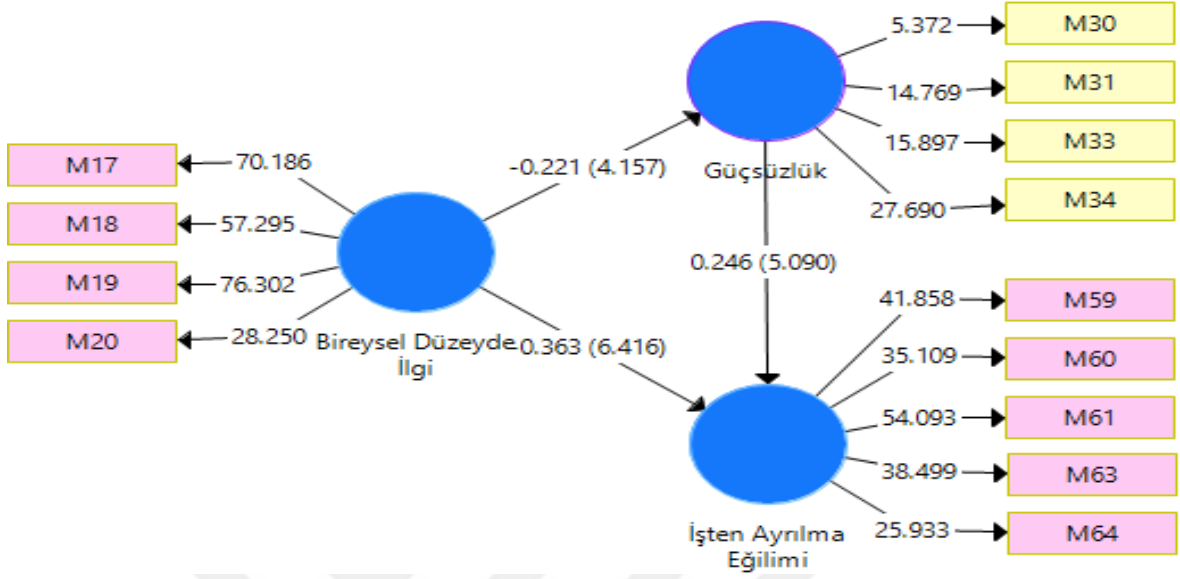 M17
M18
M19
M20
70.186
57.295
76.302
28.250
Bireysel Düzeyde
İlgi
-0.221 (4.157)
0.363 (6.416)
Güçsüzlük
0.246 (5.090)
İşten Ayrılma
Eğilimi
5.372
14.769
15.897
27.690
M30
M31
M33
M34
41.858
35.109
54.093
38.499
25.933
M59
M60
M61
M63
M64